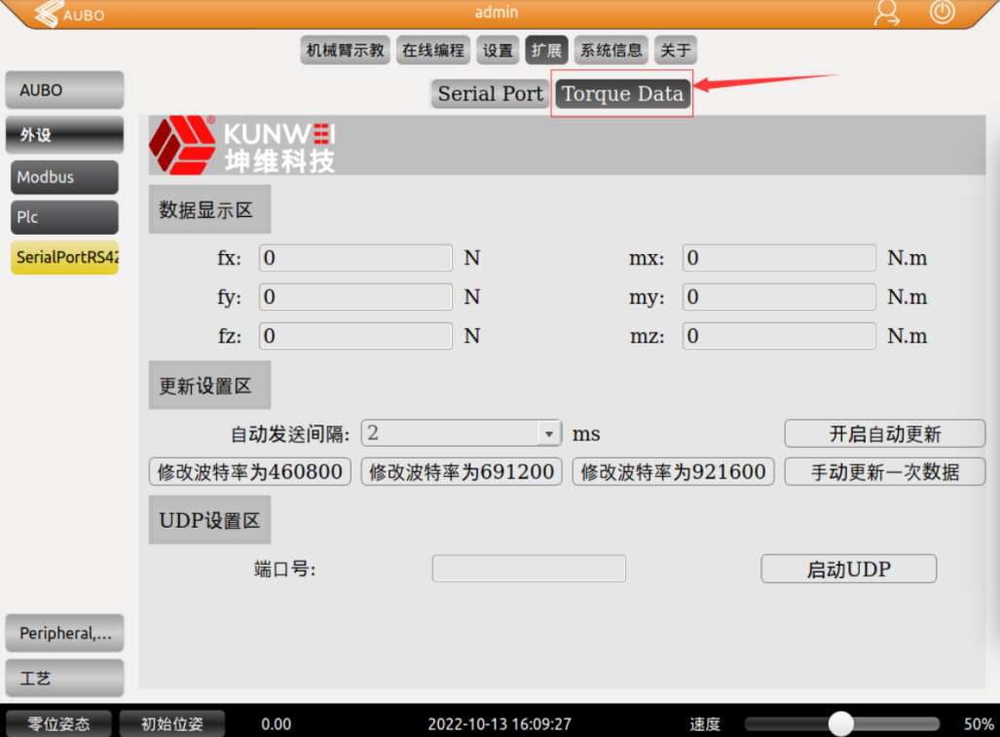 AUBO
admin
机械臂示教 在线编程 设置 扩展 系统信息 关于
AUBO
外设
Modbus
Plc
SerialPortRS42
Serial Port Torque Data
KUNWEI
坤维科技
®
数据显示区
fx: 0 N mx: 0 N.m
fy: 0 N my: 0 N.m
fz: 0 N mz: 0 N.m
更新设置区
自动发送间隔: 2 ms 开启自动更新
修改波特率为460800 修改波特率为691200 修改波特率为921600 手动更新一次数据
UDP设置区
端口号: 启动UDP
Peripheral,...
工艺
零位姿态 初始位姿 0.00 2022-10-13 16:09:27 速度 50%